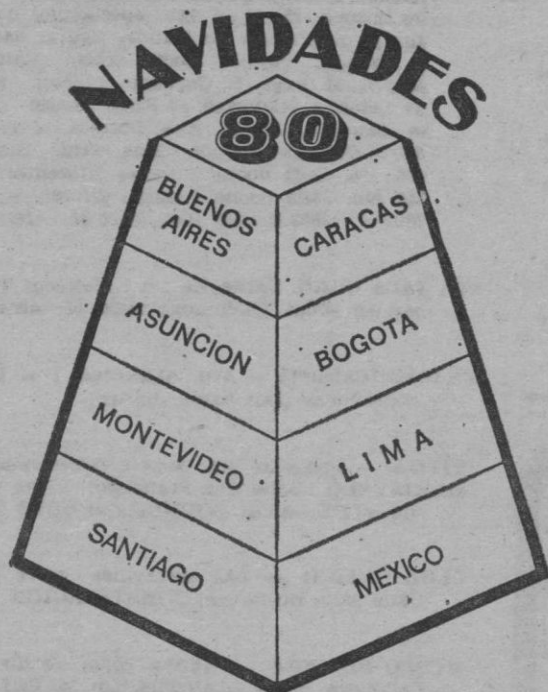 NAVIDADES
80
BUENOS
AIRES
CARACAS
ASUNCION
BOGOTA
MONTEVIDEO
LIMA
SANTIAGO
MEXICO